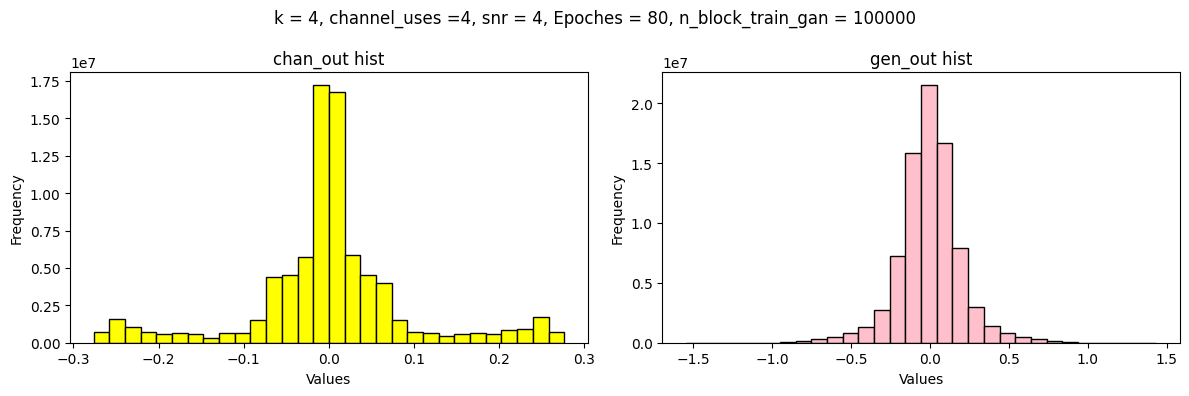 k = 4, channel_uses =4, snr = 4, Epoches = 80, n_block_train_gan = 100000
chan_out hist
1e7
1.75
1.50
1.25
1.00
0.75
0.50
0.25
0.00
Frequency
−0.3 −0.2 −0.1 0.0 0.1 0.2 0.3
Values
gen_out hist
1e7
2.0
1.5
1.0
0.5
0.0
Frequency
−1.5 −1.0 −0.5 0.0 0.5 1.0 1.5
Values